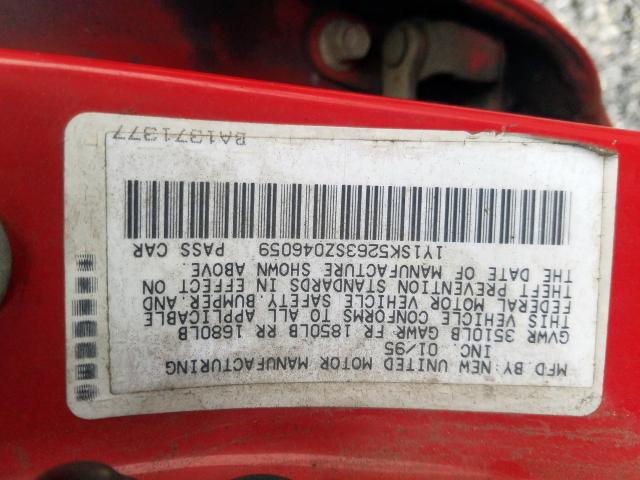 MFD BY NEW UNITED MOTOR MANUFACTURING
INC. 01/95
GVWR 3510LB GAWR FR 1850LB RR 1680LB
THIS VEHICLE CONFORMS TO ALL APPLICABLE
FEDERAL MOTOR VEHICLE SAFETY,BUMPER,AND
THEFT PREVENTION STANDARDS IN EFFECT ON
THE DATE OF MANUFACTURE SHOWN ABOVE.
1Y1SK5263SZ046059 PASS CAR
BA1371377